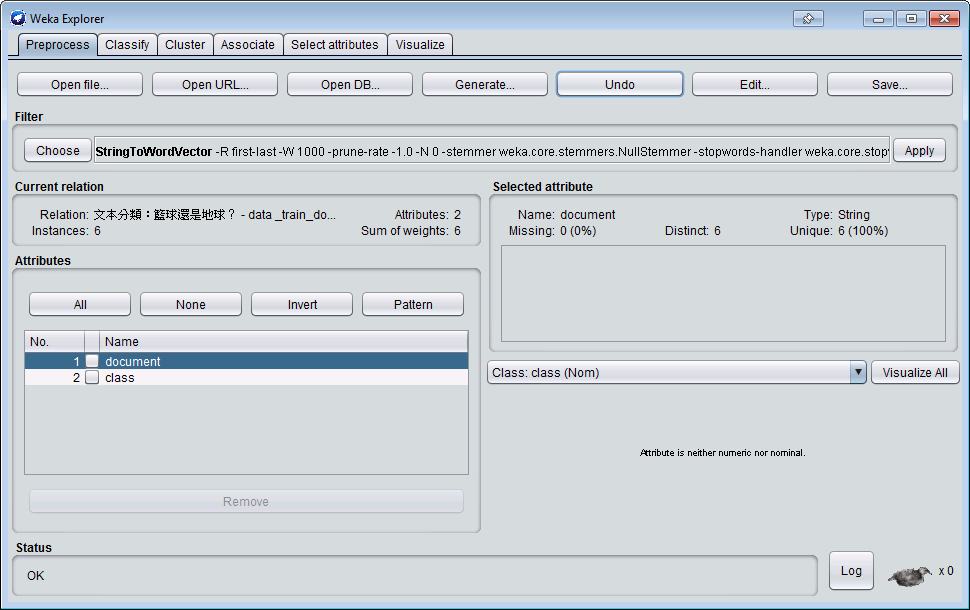 Weka Explorer
Preprocess Classify Cluster Associate Select attributes Visualize
Open file... Open URL... Open DB... Generate... Undo Edit... Save...
Filter
Choose StringToWordVector -R first-last -W 1000 -prune-rate -1.0 -N 0 -stemmer weka.core.stemmers.NullStemmer -stopwords-handler weka.core.stop Apply
Current relation
Relation: 文本分類：籃球還是地球？ - data _train_do... Attributes: 2
Instances: 6 Sum of weights: 6
Selected attribute
Name: document Type: String
Missing: 0 (0%) Distinct: 6 Unique: 6 (100%)
Attributes
All None Invert Pattern
No. Name
1 document
2 class
Remove
Class: class (Nom) Visualize All
Attribute is neither numeric nor nominal.
Status
OK
Log x 0